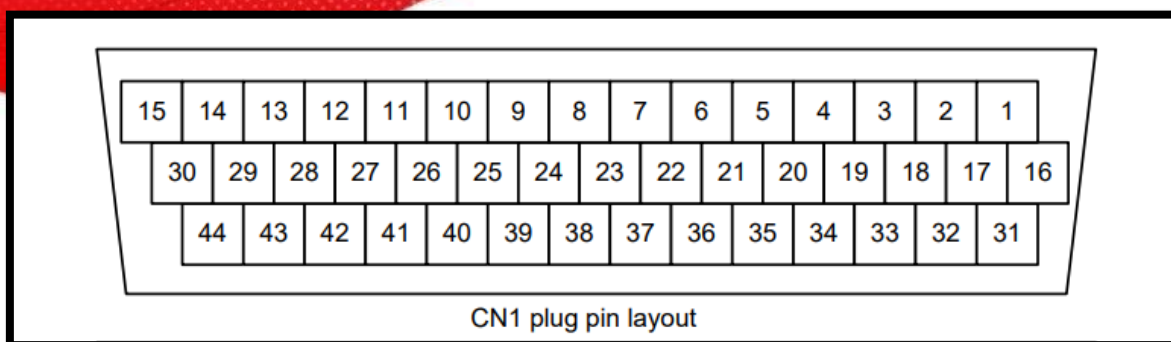 15 14 13 12 11 10 9 8 7 6 5 4 3 2 1
30 29 28 27 26 25 24 23 22 21 20 19 18 17 16
44 43 42 41 40 39 38 37 36 35 34 33 32 31
CN1 plug pin layout